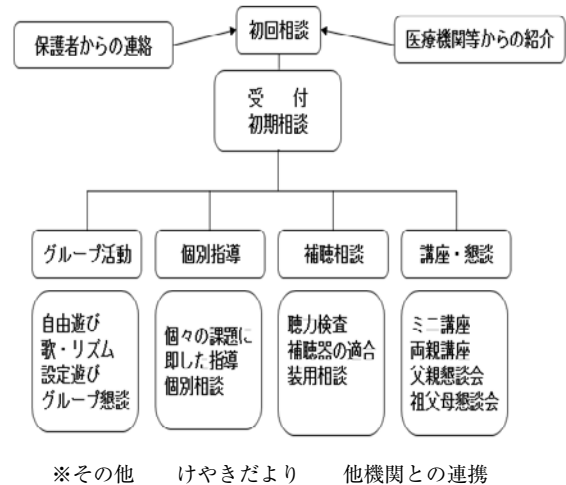 初回相談
保護者からの連絡
医療機関等からの紹介
受　付
初期相談
グループ活動
個別指導
補聴相談
講座・懇談
自由遊び
歌・リズム
設定遊び
グループ懇談
個々の課題に
即した指導
個別相談
聴力検査
補聴器の適合
装用相談
ミニ講座
両親講座
父親懇談会
祖父母懇談会
※その他　　けやきだより　　他機関との連携